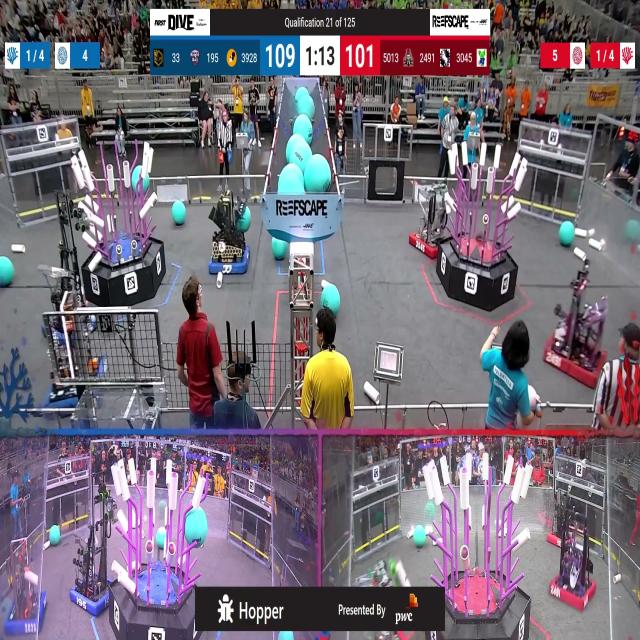 FIRST DIVE
Qualification 21 of 125
REEFSCAPE
1 / 4
4
33
195
3928
109
1:13
101
5013
2491
3045
5
1 / 4
REEFSCAPE
Hopper
Presented By
pwc